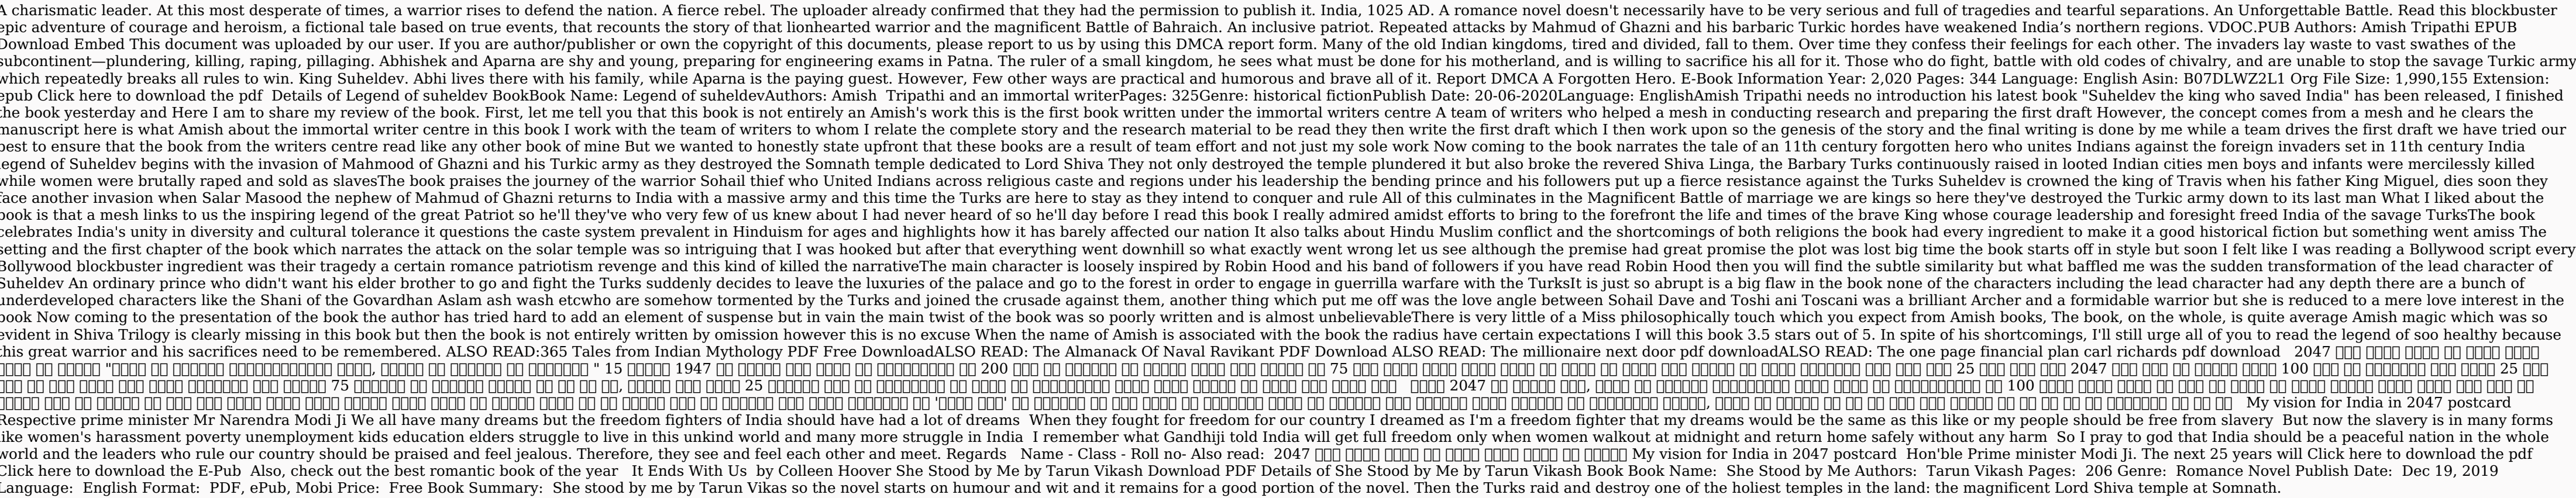 A charismatic leader. At this most desperate of times, a warrior rises to defend the nation. A fierce rebel. The uploader already confirmed that they had the permission to publish it. India, 1025 AD. A romance novel doesn't necessarily have to be very serious and full of tragedies and tearful separations. An Unforgettable Battle. Read this blockbuster
epic adventure of courage and heroism, a fictional tale based on true events, that recounts the story of that lionhearted warrior and the magnificent Battle of Bahraich. An inclusive patriot. Repeated attacks by Mahmud of Ghazni and his barbaric Turkic hordes have weakened India's northern regions. VDOC.PUB Authors: Amish Tripathi EPUB
Download Embed This document was uploaded by our user. If you are author/publisher or own the copyright of this documents, please report to us by using this DMCA report form. Many of the old Indian kingdoms, tired and divided, fall to them. Over time they confess their feelings for each other. The invaders lay waste to vast swathes of the
subcontinent—plundering, killing, raping, pillaging. Abhishek and Aparna are shy and young, preparing for engineering exams in Patna. The ruler of a small kingdom, he sees what must be done for his motherland, and is willing to sacrifice his all for it. Those who do fight, battle with old codes of chivalry, and are unable to stop the savage Turkic army
which repeatedly breaks all rules to win. King Suheldev. Abhi lives there with his family, while Aparna is the paying guest. However, Few other ways are practical and humorous and brave all of it. Report DMCA A Forgotten Hero. E-Book Information Year: 2,020 Pages: 344 Language: English Asin: B07DLWZ2L1 Org File Size: 1,990,155 Extension:
epub Click here to download the pdf Details of Legend of suheldev BookBook Name: Legend of suheldevAuthors: Amish Tripathi and an immortal writerPages: 325Genre: historical fictionPublish Date: 20-06-2020Language: EnglishAmish Tripathi needs no introduction his latest book "Suheldev the king who saved India" has been released, I finished
the book yesterday and Here I am to share my review of the book. First, let me tell you that this book is not entirely an Amish's work this is the first book written under the immortal writers centre A team of writers who helped a mesh in conducting research and preparing the first draft However, the concept comes from a mesh and he clears the
manuscript here is what Amish about the immortal writer centre in this book I work with the team of writers to whom I relate the complete story and the research material to be read they then write the first draft which I then work upon so the genesis of the story and the final writing is done by me while a team drives the first draft we have tried our
best to ensure that the book from the writers centre read like any other book of mine But we wanted to honestly state upfront that these books are a result of team effort and not just my sole work Now coming to the book narrates the tale of an 11th century forgotten hero who unites Indians against the foreign invaders set in 11th century India
legend of Suheldev begins with the invasion of Mahmood of Ghazni and his Turkic army as they destroyed the Somnath temple dedicated to Lord Shiva They not only destroyed the temple plundered it but also broke the revered Shiva Linga, the Barbary Turks continuously raised in looted Indian cities men boys and infants were mercilessly killed
while women were brutally raped and sold as slavesThe book praises the journey of the warrior Sohail thief who United Indians across religious caste and regions under his leadership the bending prince and his followers put up a fierce resistance against the Turks Suheldev is crowned the king of Travis when his father King Miguel, dies soon they
face another invasion when Salar Masood the nephew of Mahmud of Ghazni returns to India with a massive army and this time the Turks are here to stay as they intend to conquer and rule All of this culminates in the Magnificent Battle of marriage we are kings so here they've destroyed the Turkic army down to its last man What I liked about the
book is that a mesh links to us the inspiring legend of the great Patriot so he'll they've who very few of us knew about I had never heard of so he'll day before I read this book I really admired amidst efforts to bring to the forefront the life and times of the brave King whose courage leadership and foresight freed India of the savage TurksThe book
celebrates India's unity in diversity and cultural tolerance it questions the caste system prevalent in Hinduism for ages and highlights how it has barely affected our nation It also talks about Hindu Muslim conflict and the shortcomings of both religions the book had every ingredient to make it a good historical fiction but something went amiss The
setting and the first chapter of the book which narrates the attack on the solar temple was so intriguing that I was hooked but after that everything went downhill so what exactly went wrong let us see although the premise had great promise the plot was lost big time the book starts off in style but soon I felt like I was reading a Bollywood script every
Bollywood blockbuster ingredient was their tragedy a certain romance patriotism revenge and this kind of killed the narrativeThe main character is loosely inspired by Robin Hood and his band of followers if you have read Robin Hood then you will find the subtle similarity but what baffled me was the sudden transformation of the lead character of
Suheldev An ordinary prince who didn't want his elder brother to go and fight the Turks suddenly decides to leave the luxuries of the palace and go to the forest in order to engage in guerrilla warfare with the TurksIt is just so abrupt is a big flaw in the book none of the characters including the lead character had any depth there are a bunch of
underdeveloped characters like the Shani of the Govardhan Aslam ash wash etcwho are somehow tormented by the Turks and joined the crusade against them, another thing which put me off was the love angle between Sohail Dave and Toshi ani Toscani was a brilliant Archer and a formidable warrior but she is reduced to a mere love interest in the
book Now coming to the presentation of the book the author has tried hard to add an element of suspense but in vain the main twist of the book was so poorly written and is almost unbelievableThere is very little of a Miss philosophically touch which you expect from Amish books, The book, on the whole, is quite average Amish magic which was so
evident in Shiva Trilogy is clearly missing in this book but then the book is not entirely written by omission however this is no excuse When the name of Amish is associated with the book the radius have certain expectations I will this book 3.5 stars out of 5. In spite of his shortcomings, I'll still urge all of you to read the legend of soo healthy because
this great warrior and his sacrifices need to be remembered. ALSO READ:365 Tales from Indian Mythology PDF Free DownloadALSO READ: The Almanack Of Naval Ravikant PDF Download ALSO READ: The millionaire next door pdf downloadALSO READ: The one page financial plan carl richards pdf download 2047
" , " 15 1947 200 75 25 2047 100 25
75 , 25 2047 , 100
' ' ,  My vision for India in 2047 postcard
Respective prime minister Mr Narendra Modi Ji We all have many dreams but the freedom fighters of India should have had a lot of dreams When they fought for freedom for our country I dreamed as I'm a freedom fighter that my dreams would be the same as this like or my people should be free from slavery But now the slavery is in many forms
like women's harassment poverty unemployment kids education elders struggle to live in this unkind world and many more struggle in India I remember what Gandhiji told India will get full freedom only when women walkout at midnight and return home safely without any harm So I pray to god that India should be a peaceful nation in the whole
world and the leaders who rule our country should be praised and feel jealous. Therefore, they see and feel each other and meet. Regards Name - Class - Roll no- Also read: 2047 My vision for India in 2047 postcard Hon'ble Prime minister Modi Ji. The next 25 years will Click here to download the pdf
Click here to download the E-Pub Also, check out the best romantic book of the year It Ends With Us by Colleen Hoover She Stood by Me by Tarun Vikash Download PDF Details of She Stood by Me by Tarun Vikash Book Book Name: She Stood by Me Authors: Tarun Vikash Pages: 206 Genre: Romance Novel Publish Date: Dec 19, 2019
Language: English Format: PDF, ePub, Mobi Price: Free Book Summary: She stood by me by Tarun Vikas so the novel starts on humour and wit and it remains for a good portion of the novel. Then the Turks raid and destroy one of the holiest temples in the land: the magnificent Lord Shiva temple at Somnath.